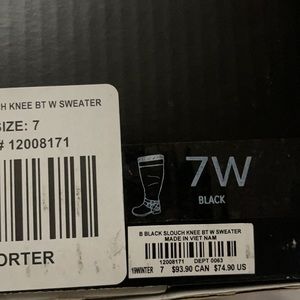 H KNEE BT W SWEATER
SIZE: 7
# 12008171
ORTER
7W
BLACK
B BLACK SLOUCH KNEE BT W SWEATER
MADE IN VIET NAM
12008171 DEPT 0063
19WINTER 7 $93.90 CAN $74.90 US